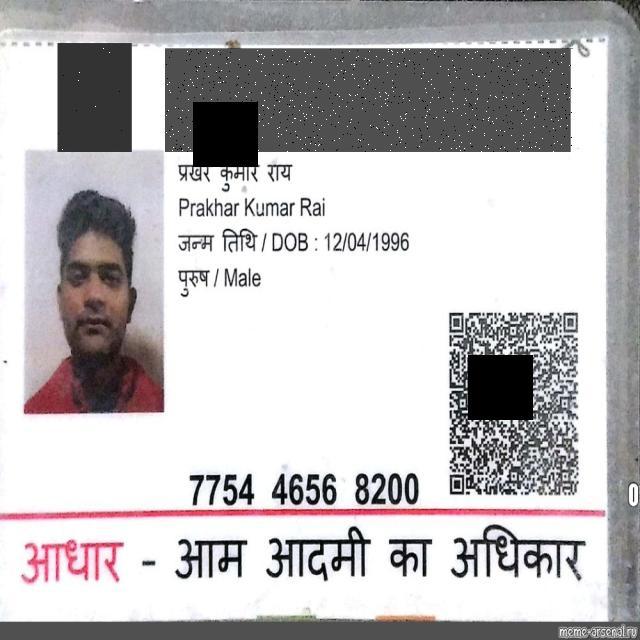 प्रखर कुमार राय
Prakhar Kumar Rai
जन्म तिथि / DOB : 12/04/1996
पुरुष / Male
7754 4656 8200
0
आधार - आम आदमी का अधिकार
meme-arsenal.ru